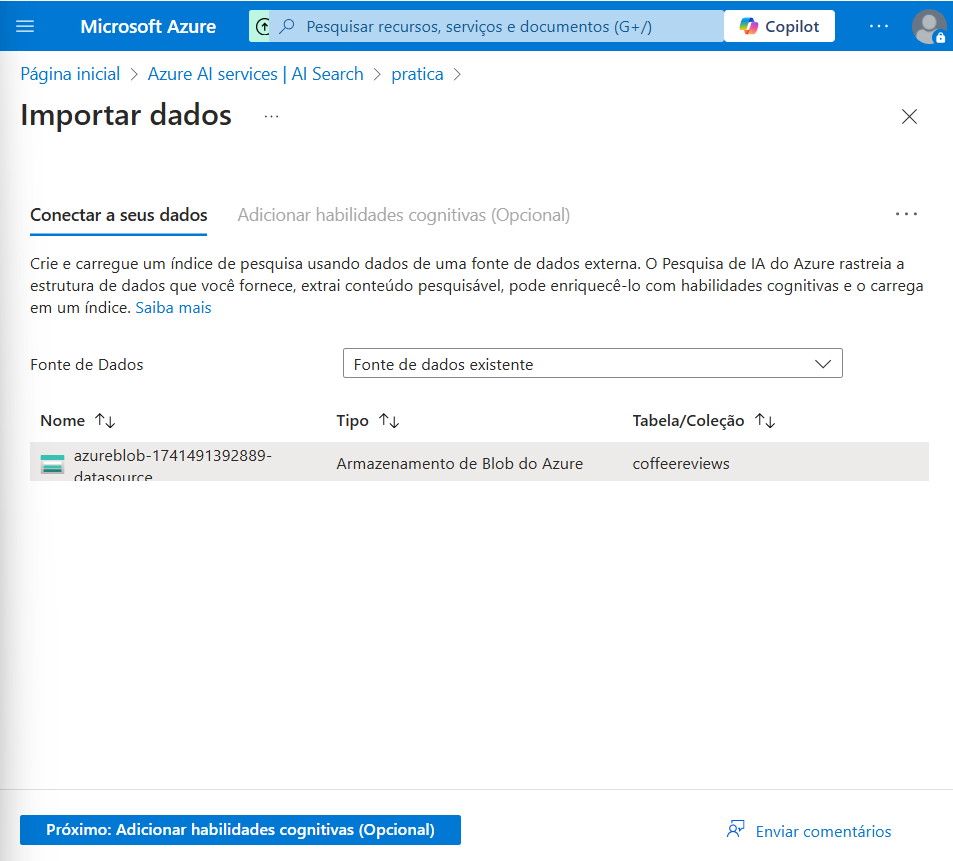 Microsoft Azure
Pesquisar recursos, serviços e documentos (G+/)
Copilot
Página inicial > Azure AI services | AI Search > pratica >
Importar dados
Conectar a seus dados
Adicionar habilidades cognitivas (Opcional)
Crie e carregue um índice de pesquisa usando dados de uma fonte de dados externa. O Pesquisa de IA do Azure rastreia a
estrutura de dados que você fornece, extrai conteúdo pesquisável, pode enriquecê-lo com habilidades cognitivas e o carrega
em um índice. Saiba mais
Fonte de Dados
Fonte de dados existente
Nome
Tipo
Tabela/Coleção
azureblob-1741491392889-
datasource
Armazenamento de Blob do Azure
coffeereviews
Próximo: Adicionar habilidades cognitivas (Opcional)
Enviar comentários